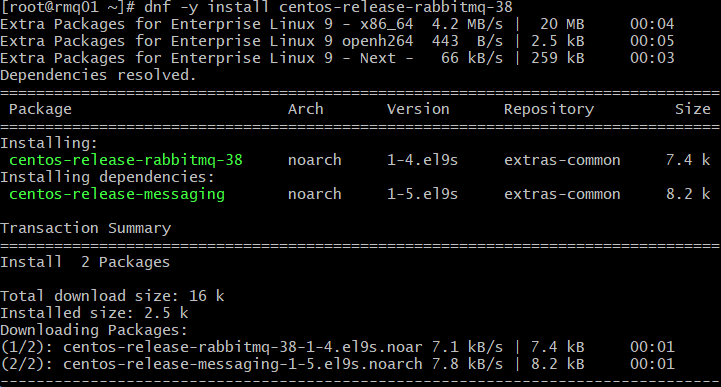 [root@rmq01 ~]# dnf -y install centos-release-rabbitmq-38
Extra Packages for Enterprise Linux 9 - x86_64  4.2 MB/s |  20 MB     00:04
Extra Packages for Enterprise Linux 9 openh264  443  B/s | 2.5 kB     00:05
Extra Packages for Enterprise Linux 9 - Next -   66 kB/s | 259 kB     00:03
Dependencies resolved.
================================================================================
 Package                       Arch       Version      Repository          Size
================================================================================
Installing:
 centos-release-rabbitmq-38    noarch     1-4.el9s     extras-common      7.4 k
Installing dependencies:
 centos-release-messaging      noarch     1-5.el9s     extras-common      8.2 k
Transaction Summary
================================================================================
Install  2 Packages
Total download size: 16 k
Installed size: 2.5 k
Downloading Packages:
(1/2): centos-release-rabbitmq-38-1-4.el9s.noar 7.1 kB/s | 7.4 kB     00:01
(2/2): centos-release-messaging-1-5.el9s.noarch 7.8 kB/s | 8.2 kB     00:01
--------------------------------------------------------------------------------